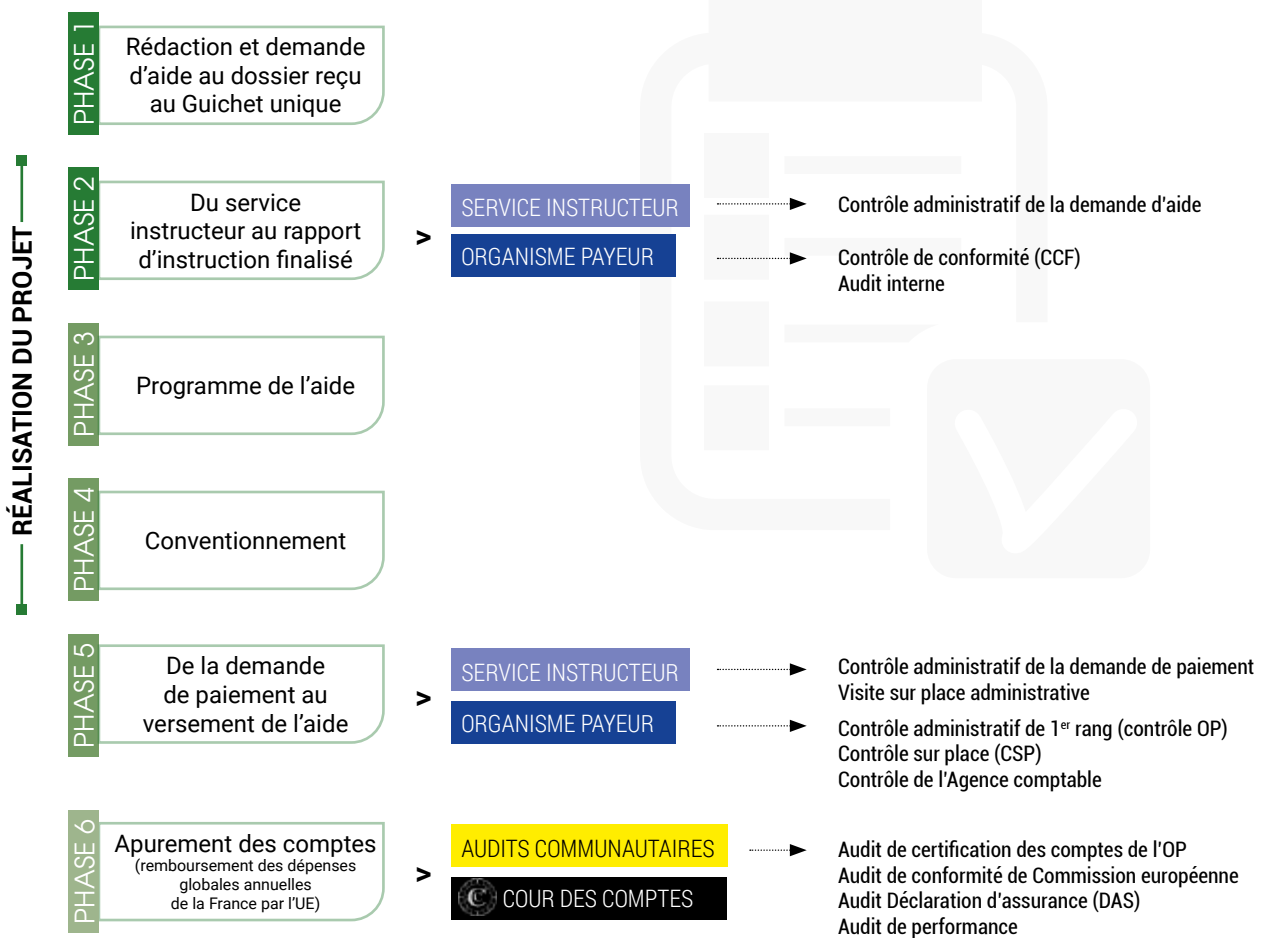 RÉALISATION DU PROJET
PHASE 1
Rédaction et demande
d'aide au dossier reçu
au Guichet unique
PHASE 2
Du service
instructeur au rapport
d'instruction finalisé
>
SERVICE INSTRUCTEUR
Contrôle administratif de la demande d'aide
ORGANISME PAYEUR
Contrôle de conformité (CCF)
Audit interne
PHASE 3
Programme de l'aide
PHASE 4
Conventionnement
PHASE 5
De la demande
de paiement au
versement de l'aide
>
SERVICE INSTRUCTEUR
Contrôle administratif de la demande de paiement
Visite sur place administrative
ORGANISME PAYEUR
Contrôle administratif de 1er rang (contrôle OP)
Contrôle sur place (CSP)
Contrôle de l'Agence comptable
PHASE 6
Apurement des comptes
(remboursement des dépenses
globales annuelles
de la France par l'UE)
>
AUDITS COMMUNAUTAIRES
C COUR DES COMPTES
Audit de certification des comptes de l'OP
Audit de conformité de Commission européenne
Audit Déclaration d'assurance (DAS)
Audit de performance